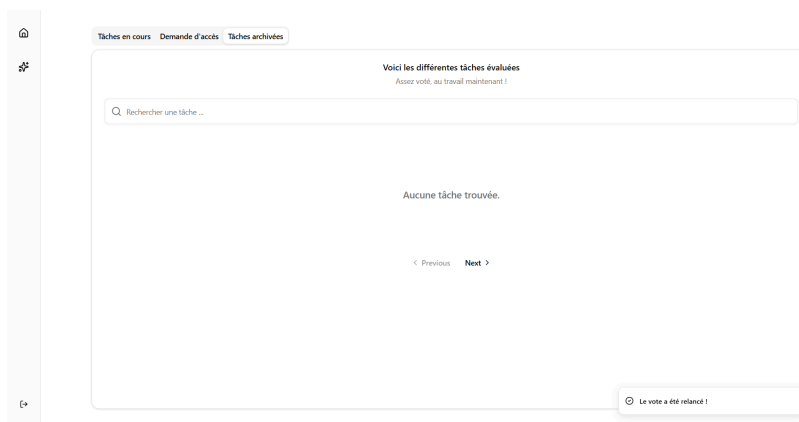 Tâches en cours Demande d'accès Tâches archivées
Voici les différentes tâches évaluées
Assez voté, au travail maintenant !
Rechercher une tâche ...
Aucune tâche trouvée.
Previous Next
Le vote a été relancé !